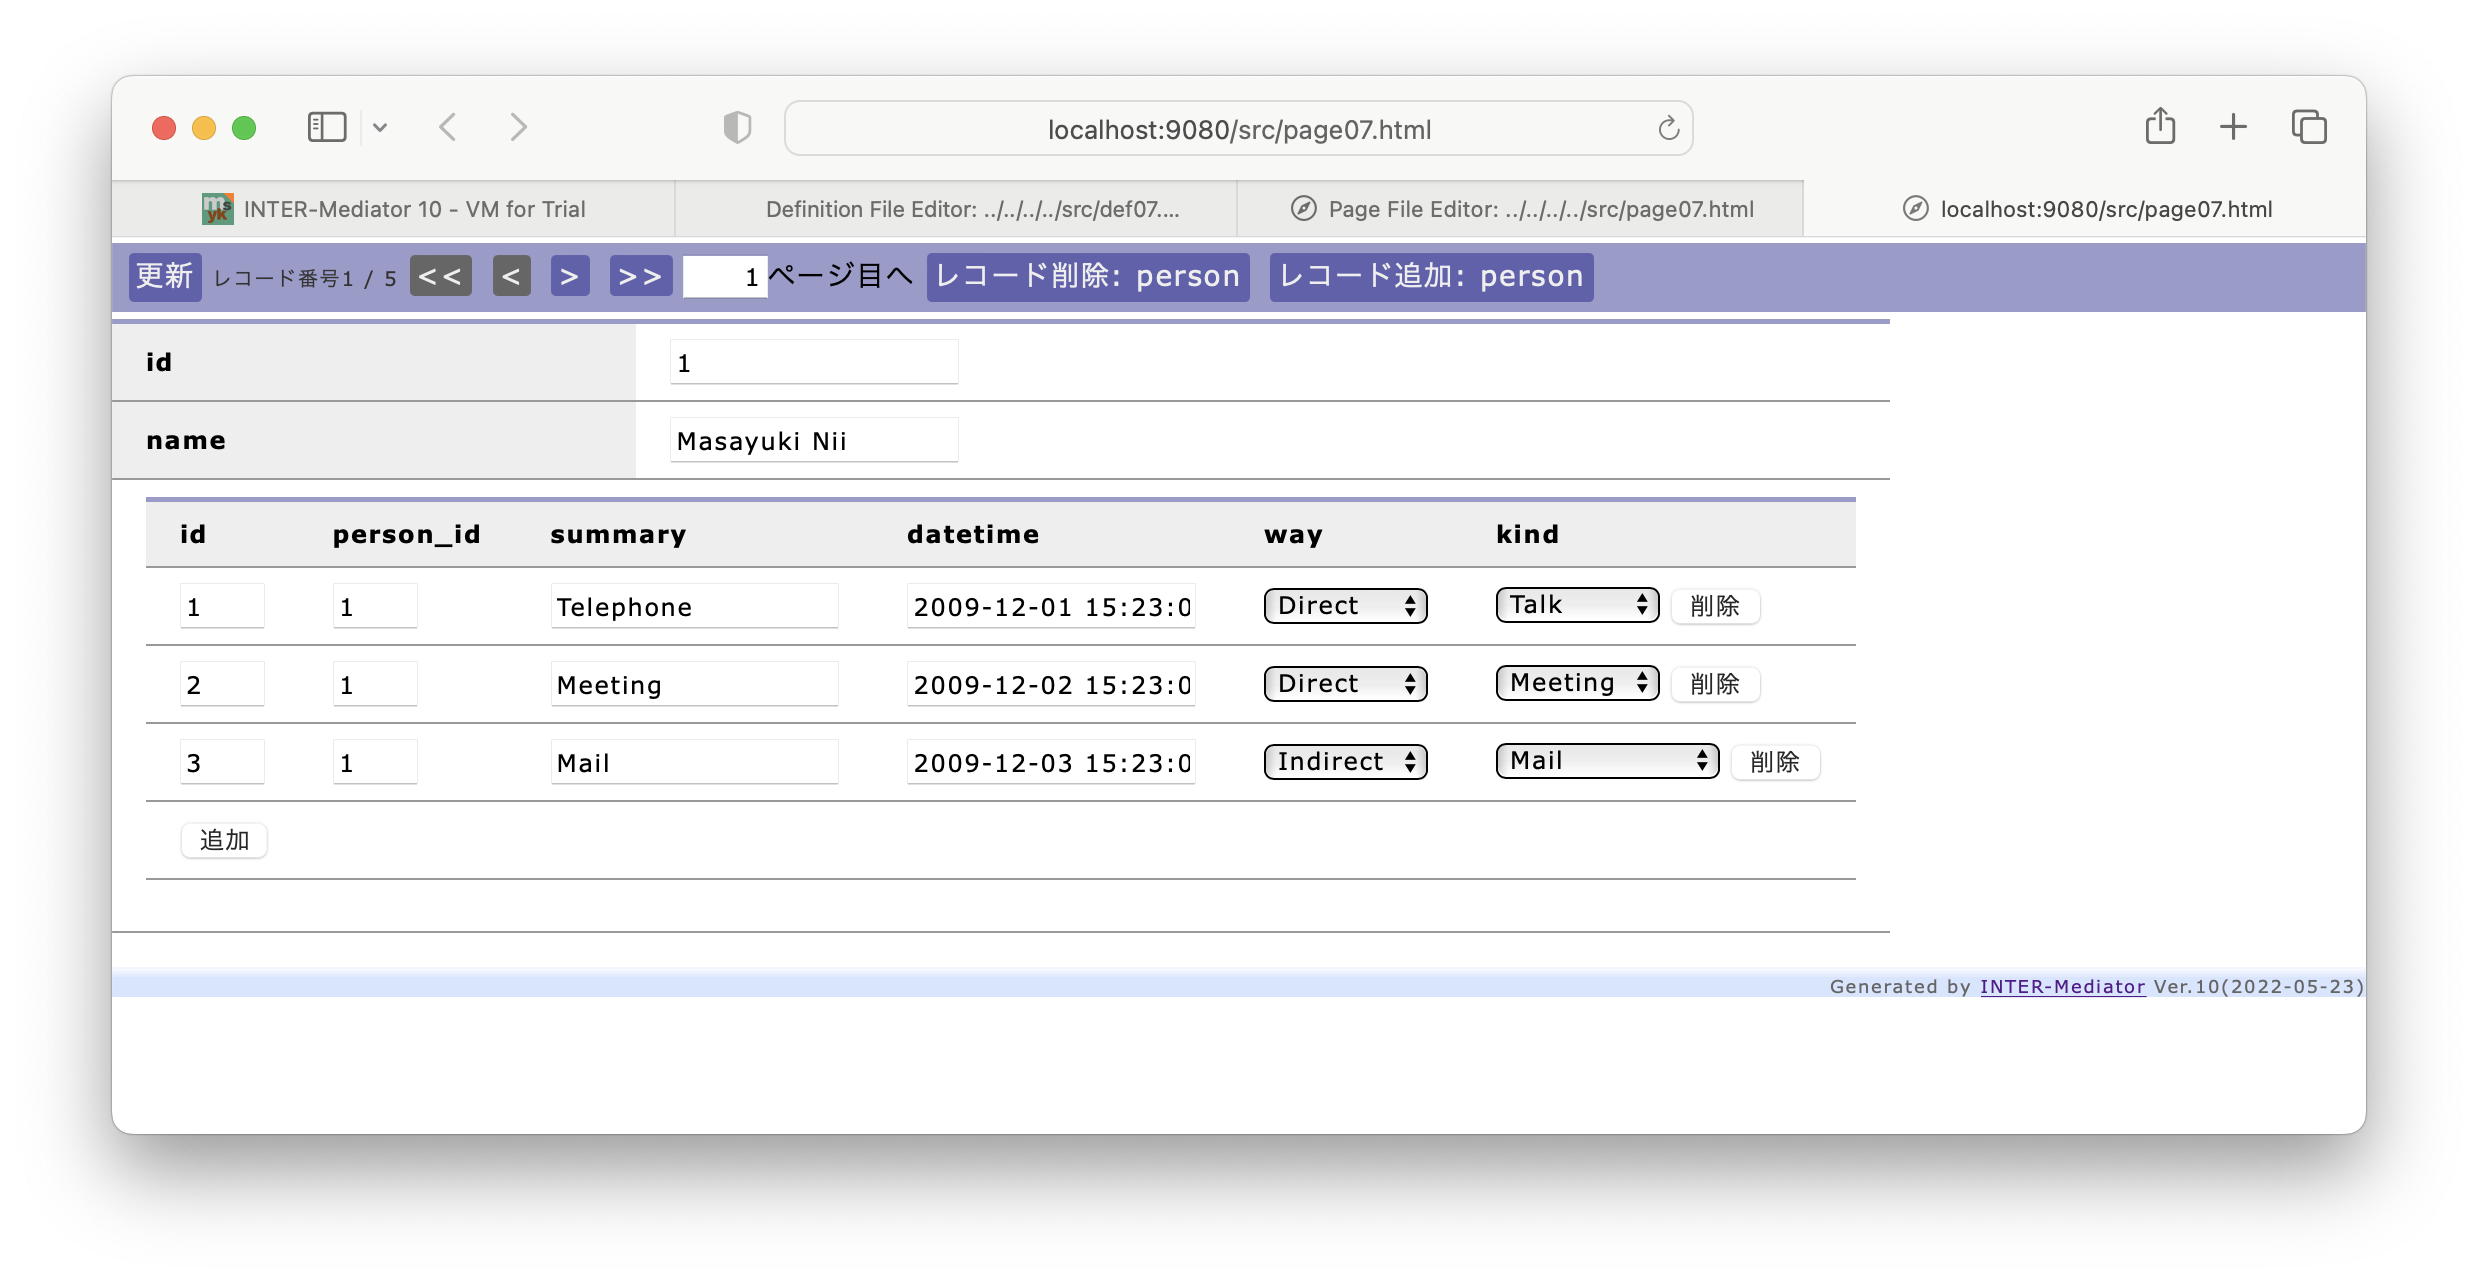 localhost:9080/src/page07.html
INTER-Mediator 10 - VM for Trial
Definition File Editor: ../../../../src/def07....
Page File Editor: ../../../../src/page07.html
localhost:9080/src/page07.html
更新 レコード番号1 / 5 << < > >> 1 ページ目へ レコード削除: person レコード追加: person
id 1
name Masayuki Nii
id person_id summary datetime way kind
1 1 Telephone 2009-12-01 15:23:0 Direct Talk 削除
2 1 Meeting 2009-12-02 15:23:0 Direct Meeting 削除
3 1 Mail 2009-12-03 15:23:0 Indirect Mail 削除
追加
Generated by INTER-Mediator Ver.10(2022-05-23)